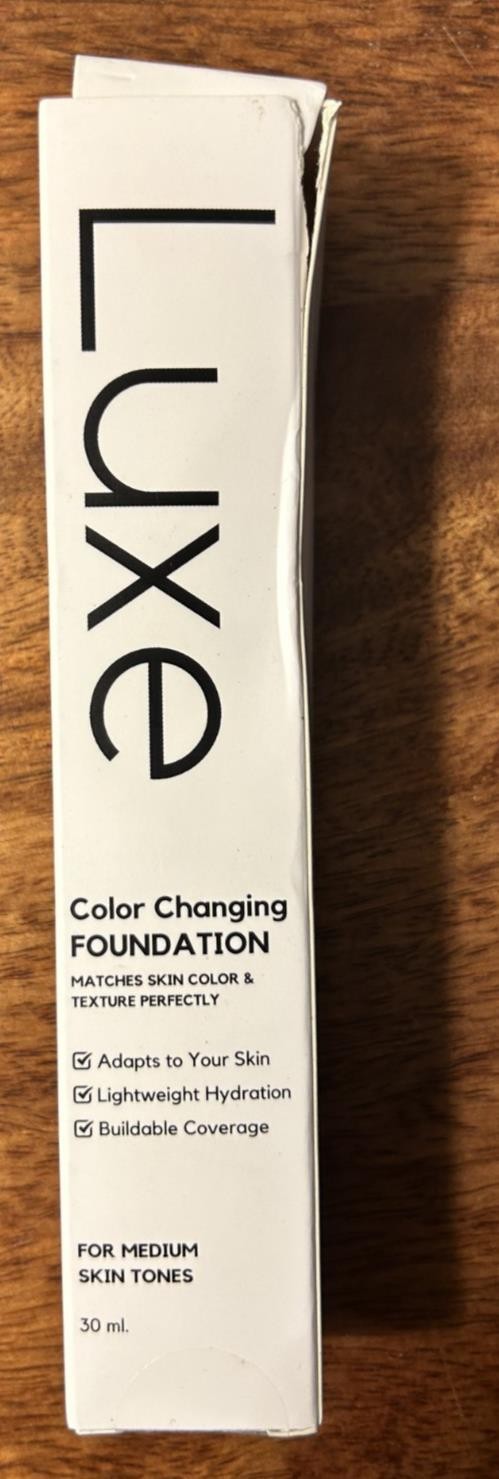 Luxe
Color Changing
FOUNDATION
MATCHES SKIN COLOR &
TEXTURE PERFECTLY
Adapts to Your Skin
Lightweight Hydration
Buildable Coverage
FOR MEDIUM
SKIN TONES
30 ml.